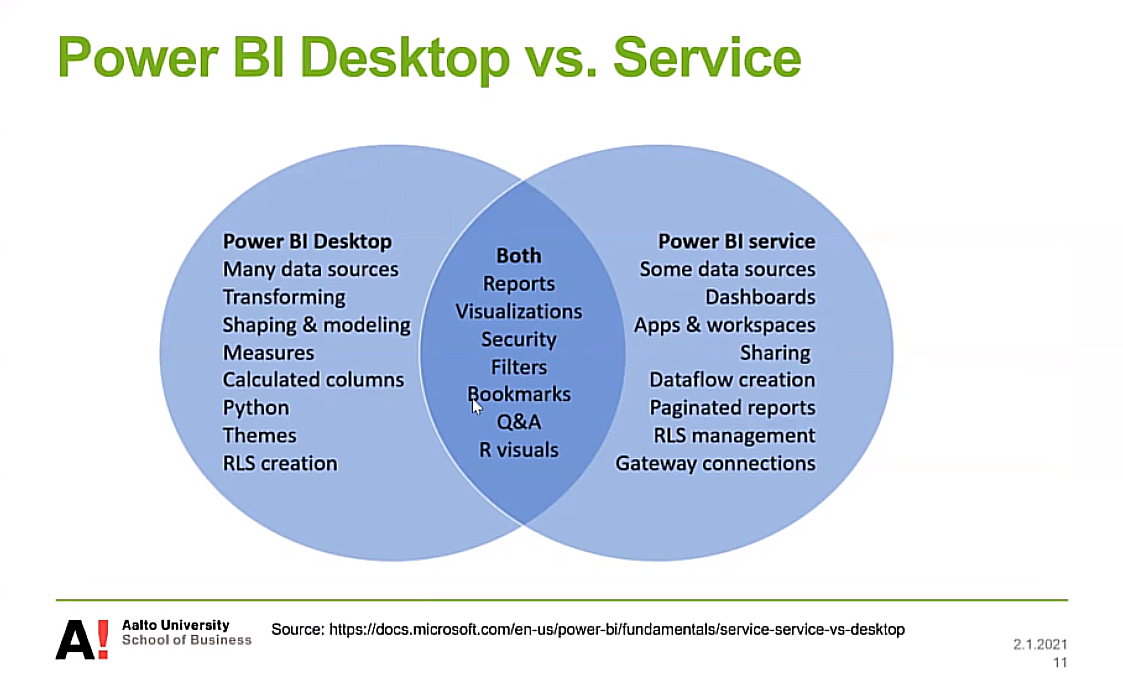 Power BI Desktop vs. Service
Power BI Desktop
Many data sources
Transforming
Shaping & modeling
Measures
Calculated columns
Python
Themes
RLS creation
Both
Reports
Visualizations
Security
Filters
Bookmarks
Q&A
R visuals
Power BI service
Some data sources
Dashboards
Apps & workspaces
Sharing
Dataflow creation
Paginated reports
RLS management
Gateway connections
A!
Aalto University
School of Business
Source: https://docs.microsoft.com/en-us/power-bi/fundamentals/service-service-vs-desktop
2.1.2021
11